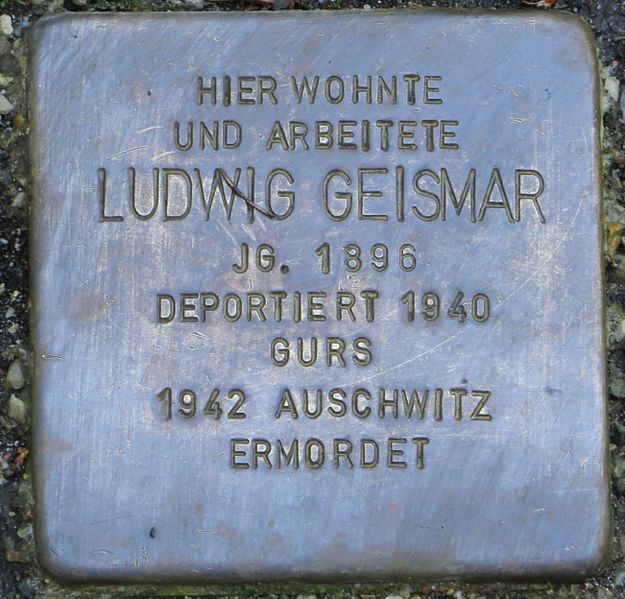 HIER WOHNTE
UND ARBEITETE
LUDWIG GEISMAR
JG. 1896
DEPORTIERT 1940
GURS
1942 AUSCHWITZ
ERMORDET